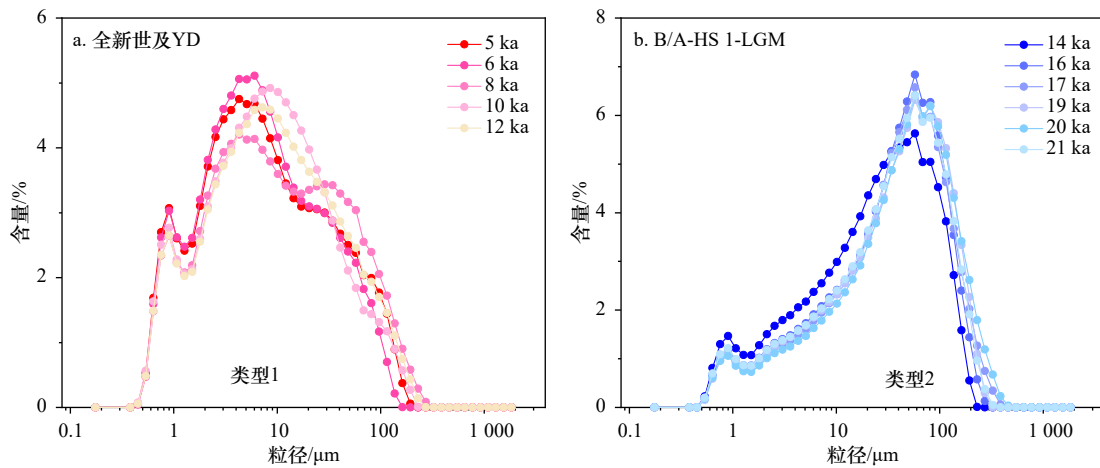 a. 全新世及YD
5 ka
6 ka
8 ka
10 ka
12 ka
类型1
含量/%
0
2
4
6
0.1
1
10
100
1 000
粒径/μm
b. B/A-HS 1-LGM
14 ka
16 ka
17 ka
19 ka
20 ka
21 ka
类型2
含量/%
0
2
4
6
8
0.1
1
10
100
1 000
粒径/μm